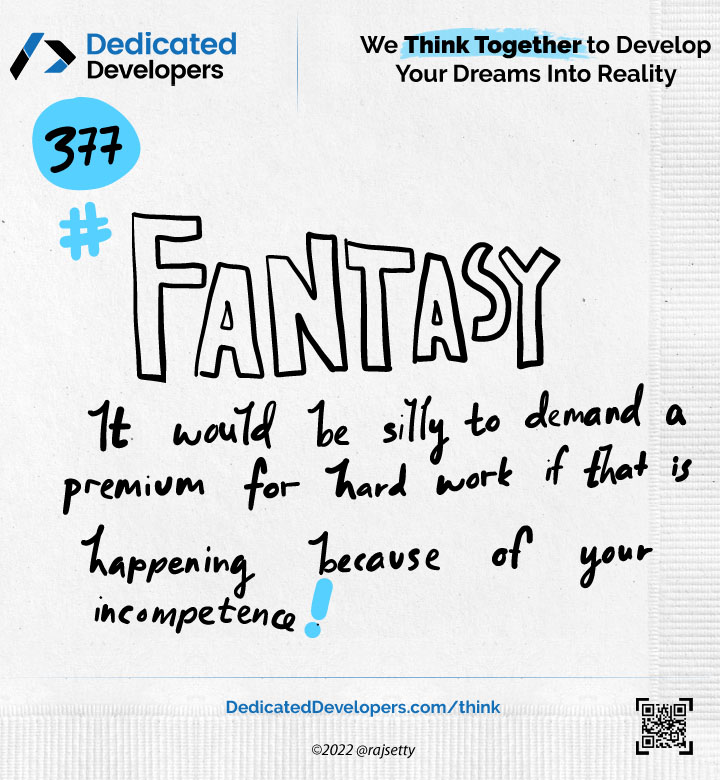 Dedicated
Developers
We Think Together to Develop
Your Dreams Into Reality
377
#
FANTASY
It would be silly to demand a
premium for hard work if that is
happening because of your
incompetence!
DedicatedDevelopers.com/think
©2022 @rajsetty